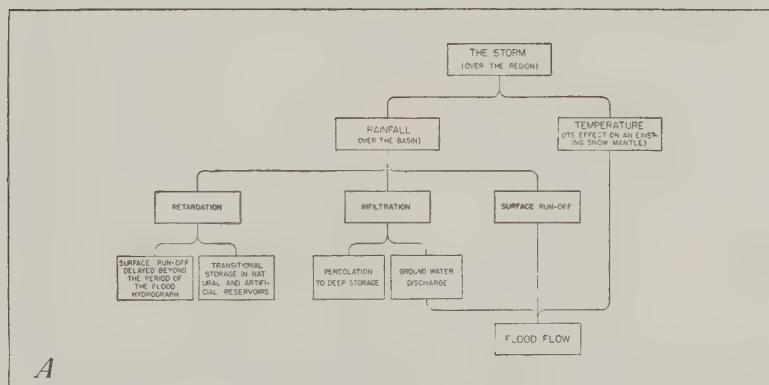 THE STORM
(OVER THE REGION)
RAINFALL
(OVER THE BASIN)
TEMPERATURE
(ITS EFFECT ON AN EXIST-
ING SNOW MANTLE)
RETARDATION
INFILTRATION
SURFACE RUN-OFF
SURFACE RUN-OFF
DELAYED BEYOND
THE PERIOD OF
THE FLOOD
HYDROGRAPH
TRANSITIONAL
STORAGE IN NAT
URAL AND ARTIFI-
CIAL RESERVOIRS
PERCOLATION
TO DEEP STORAGE
GROUND WATER
DISCHARGE
FLOOD FLOW
A